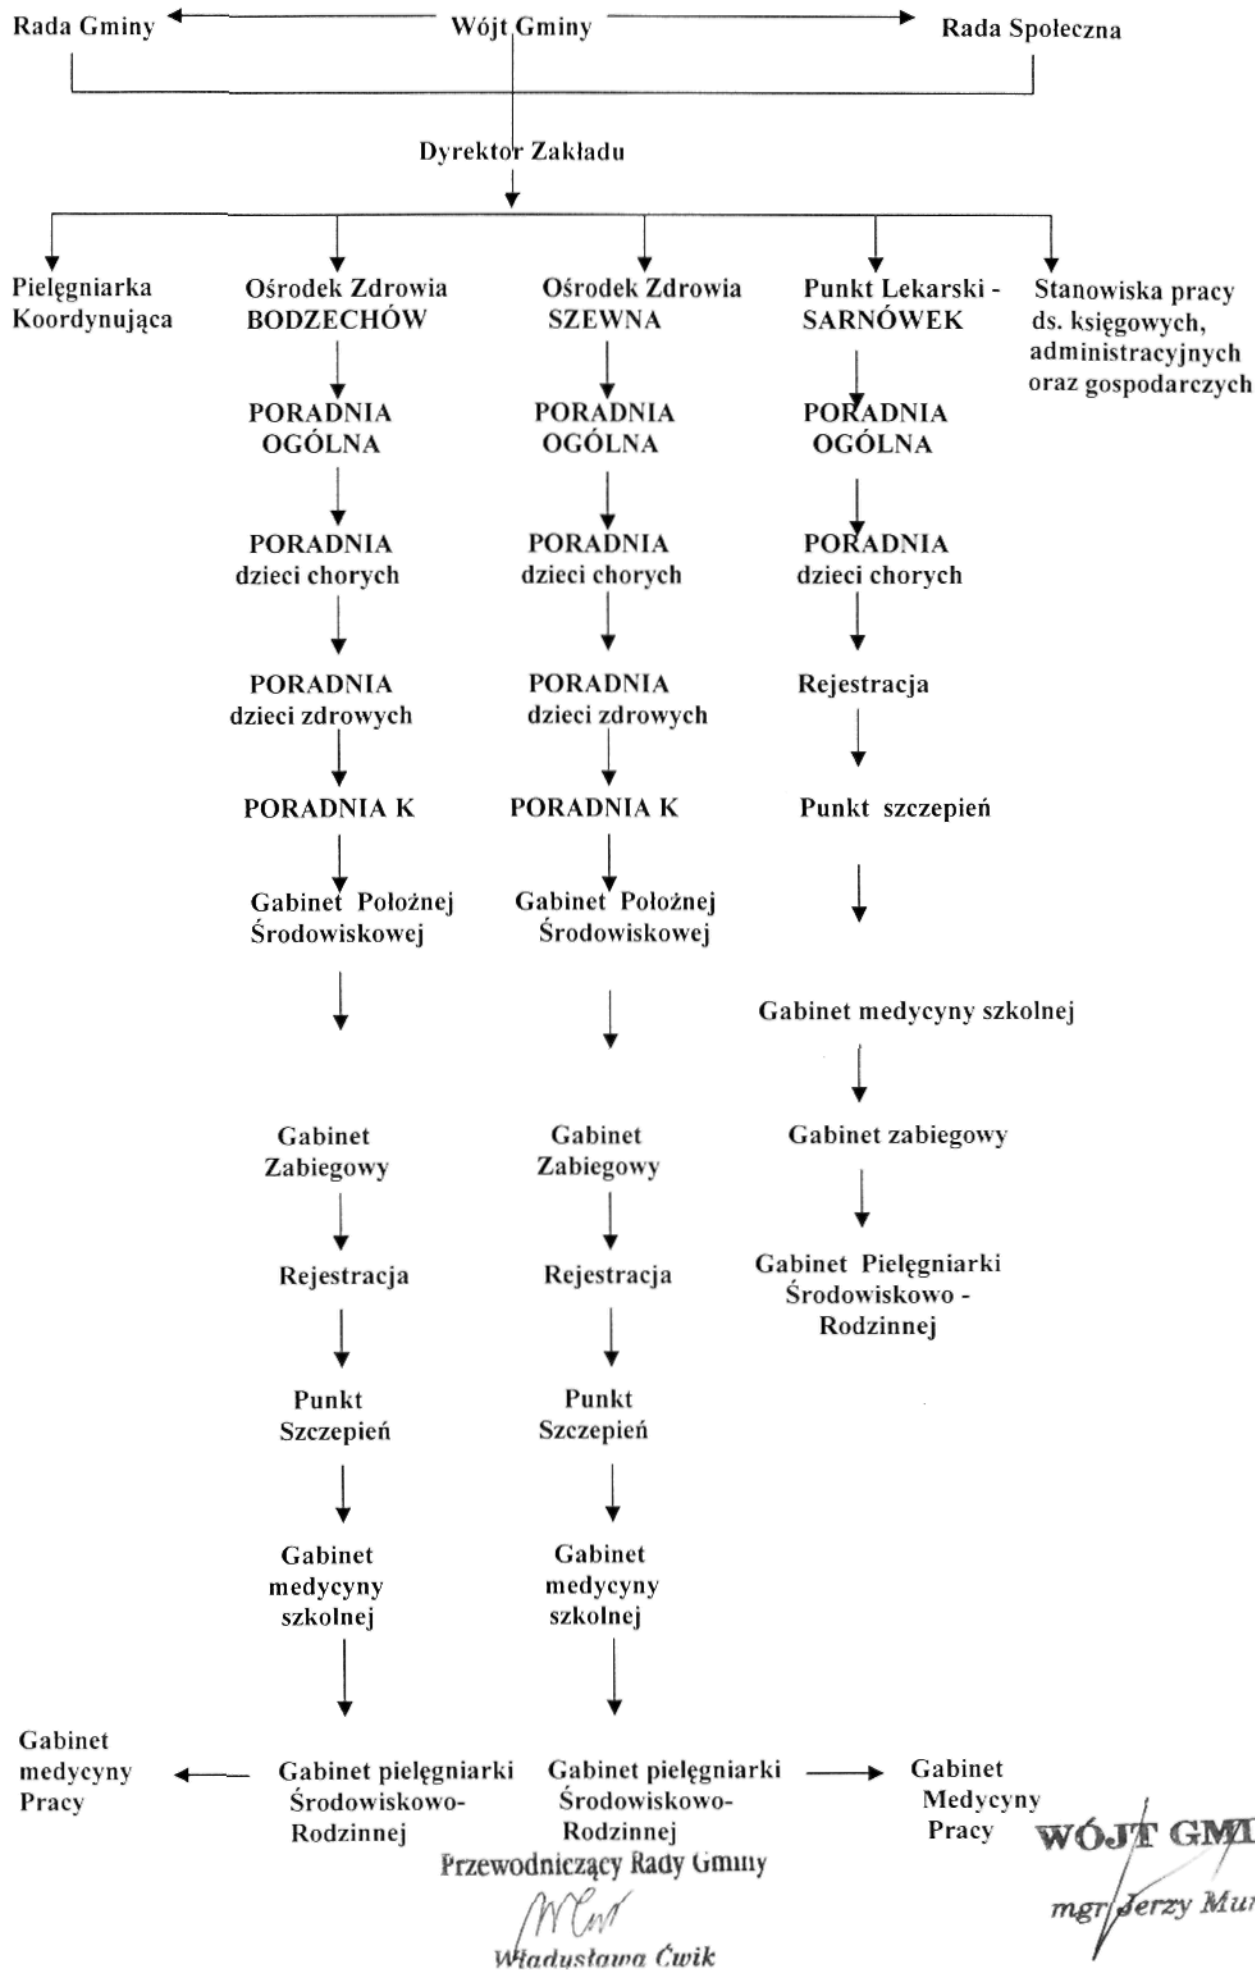 Rada Gminy
Wójt Gminy
Rada Społeczna
Dyrektor Zakładu
Pielęgniarka
Koordynująca
Ośrodek Zdrowia
BODZECHÓW
Ośrodek Zdrowia
SZEWNA
Punkt Lekarski -
SARNÓWEK
Stanowiska pracy
ds. księgowych,
administracyjnych
oraz gospodarczych
PORADNIA
OGÓLNA
PORADNIA
dzieci chorych
PORADNIA
dzieci zdrowych
PORADNIA K
Gabinet Położnej
Środowiskowej
Gabinet
Zabiegowy
Rejestracja
Punkt
Szczepień
Gabinet
medycyny
szkolnej
Gabinet pielęgniarki
Środowiskowo-
Rodzinnej
Gabinet
medycyny
Pracy
PORADNIA
OGÓLNA
PORADNIA
dzieci chorych
PORADNIA
dzieci zdrowych
PORADNIA K
Gabinet Położnej
Środowiskowej
Gabinet
Zabiegowy
Rejestracja
Punkt
Szczepień
Gabinet
medycyny
szkolnej
Gabinet pielęgniarki
Środowiskowo-
Rodzinnej
Gabinet
Medycyny
Pracy
PORADNIA
OGÓLNA
PORADNIA
dzieci chorych
Rejestracja
Punkt szczepień
Gabinet medycyny szkolnej
Gabinet zabiegowy
Gabinet Pielęgniarki
Środowiskowo -
Rodzinnej
Przewodniczący Rady Gminy
Władysława Ćwik
WÓJT
mgr Jerzy